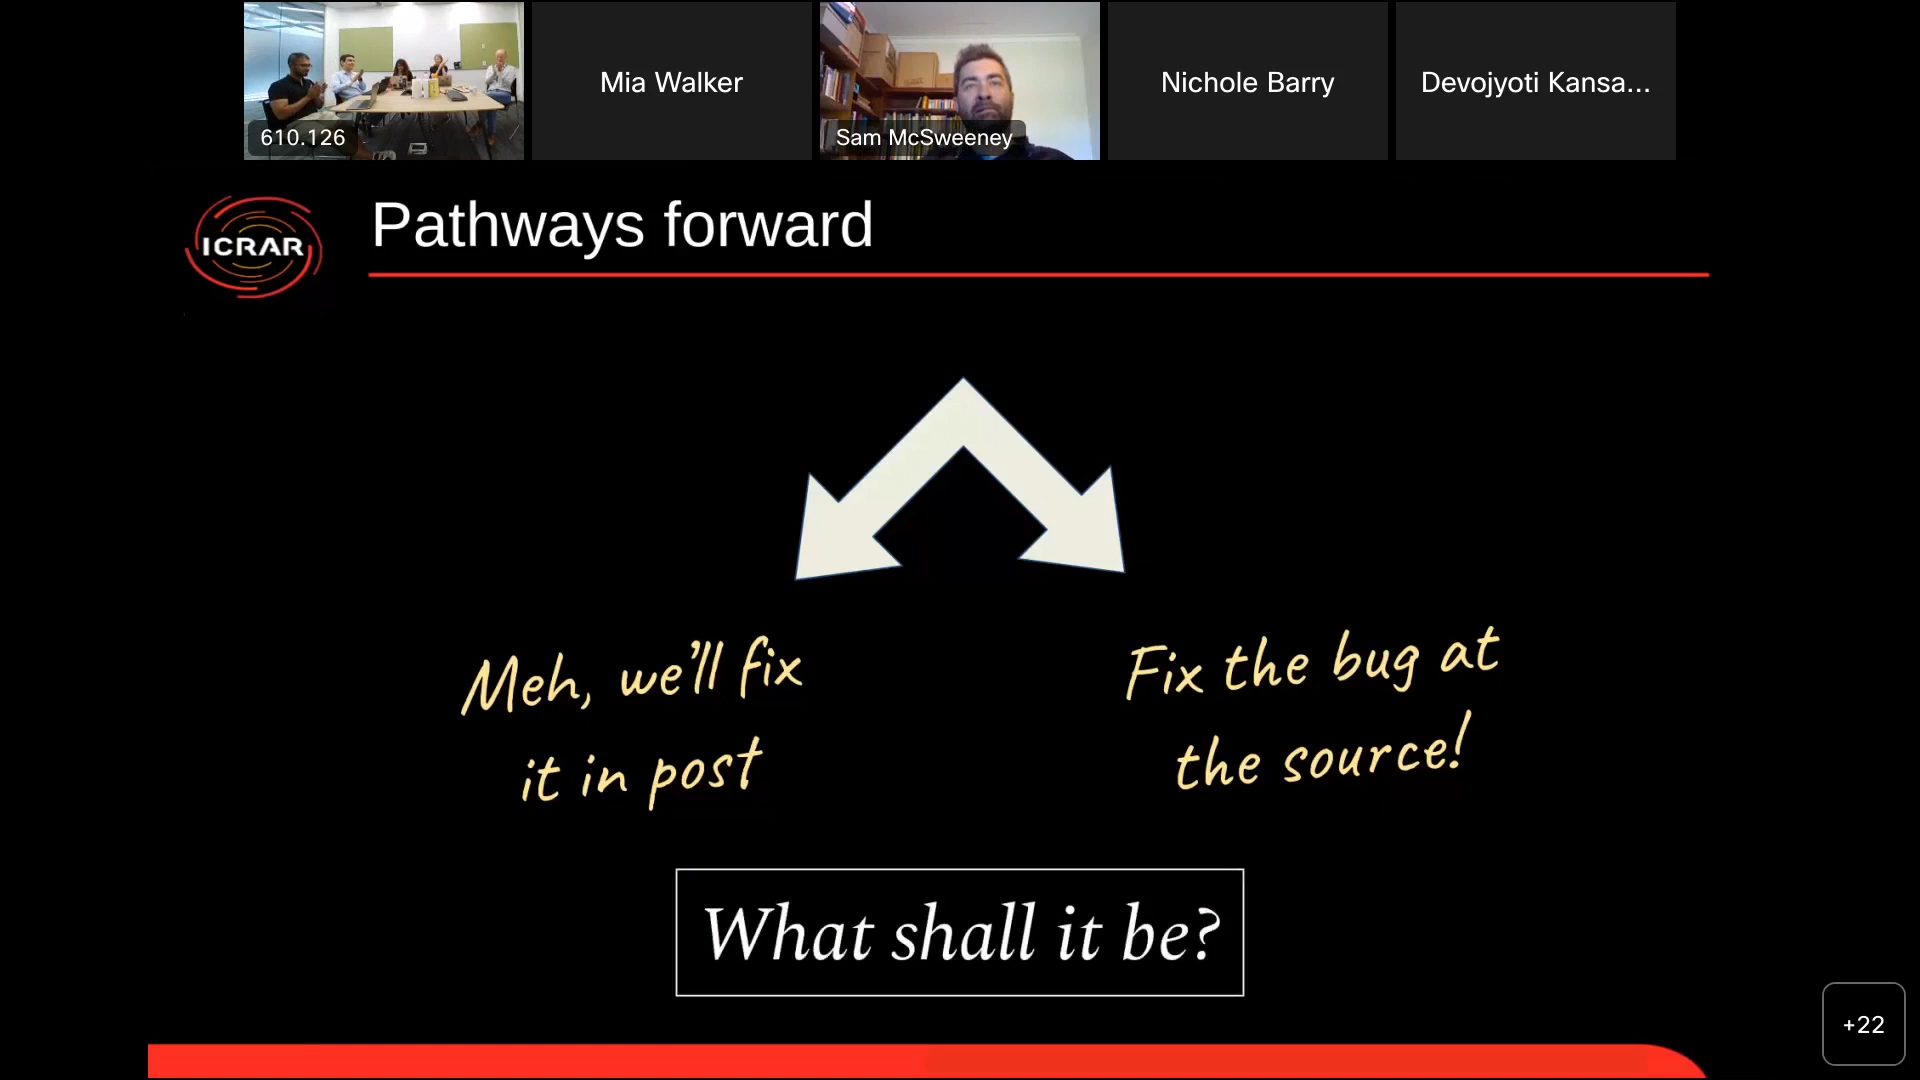 Mia Walker
Nichole Barry
Devojyoti Kansa...
610.126
Sam McSweeney
ICRAR
Pathways forward
Meh, we'll fix
it in post
Fix the bug at
the source!
What shall it be?
+22